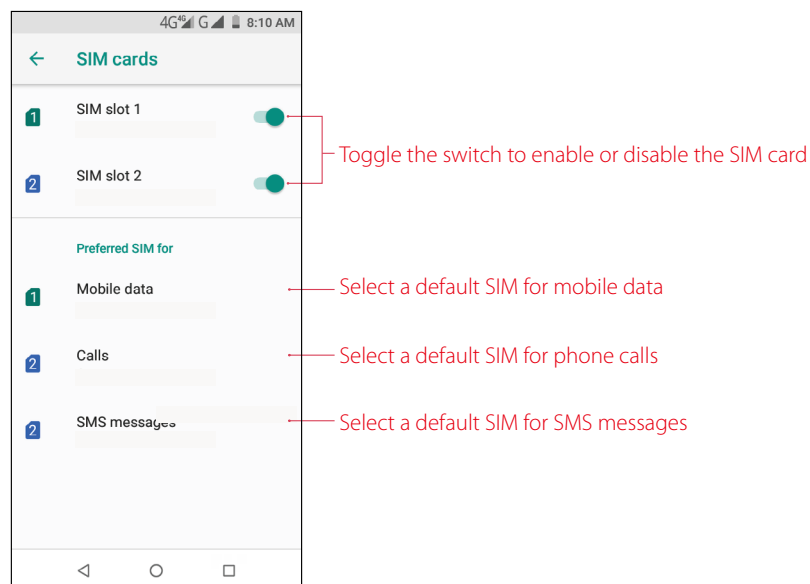 4G 4G G 8:10 AM
SIM cards
1 SIM slot 1
Toggle the switch to enable or disable the SIM card
2 SIM slot 2
Preferred SIM for
1 Mobile data
Select a default SIM for mobile data
2 Calls
Select a default SIM for phone calls
2 SMS messages
Select a default SIM for SMS messages